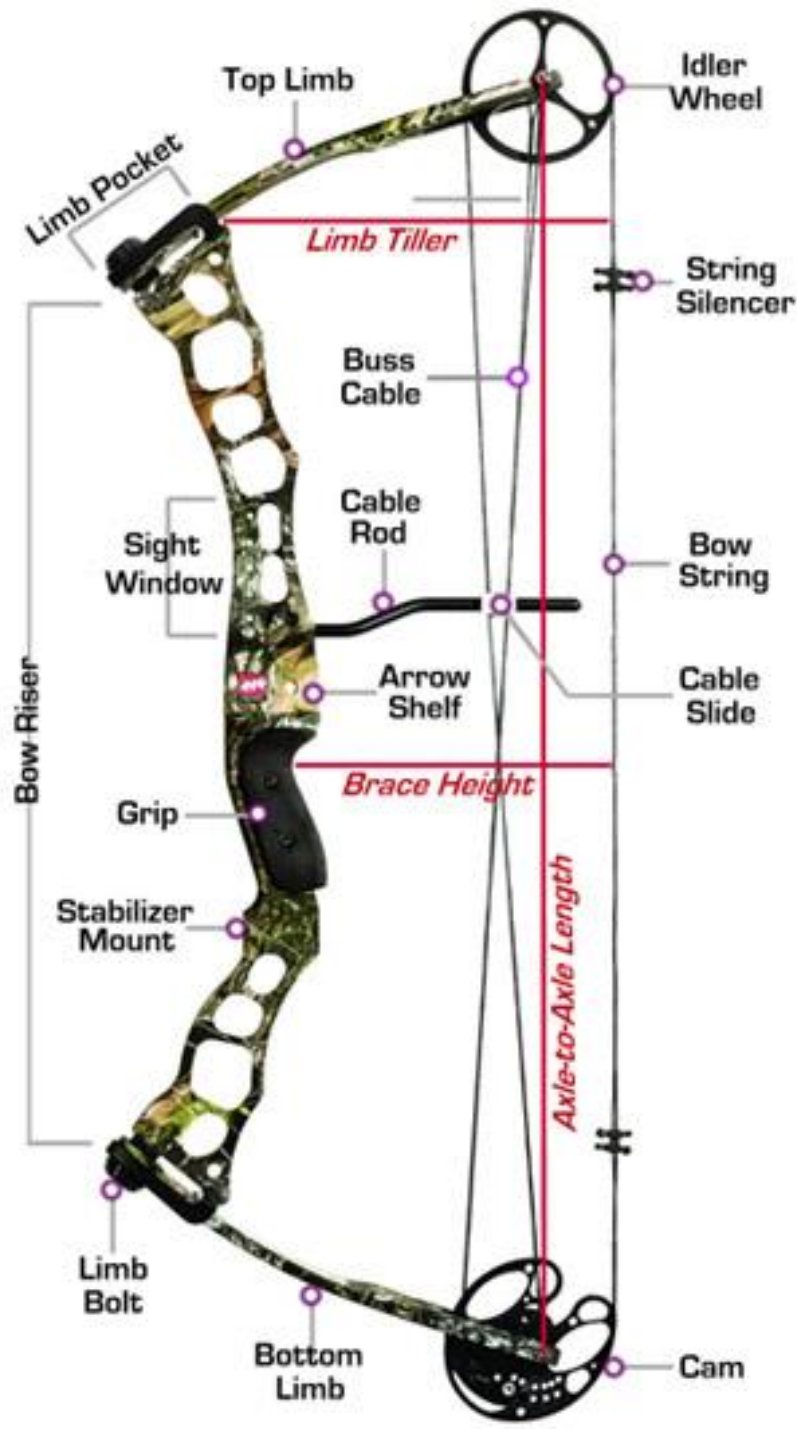 Top Limb
Idler
Wheel
Limb Pocket
Limb Tiller
String
Silencer
Buss
Cable
Cable
Rod
Sight
Window
Bow
String
Arrow
Shelf
Cable
Slide
Bow Riser
Brace Height
Grip
Stabilizer
Mount
Axle-to-Axle Length
Limb
Bolt
Bottom
Limb
Cam